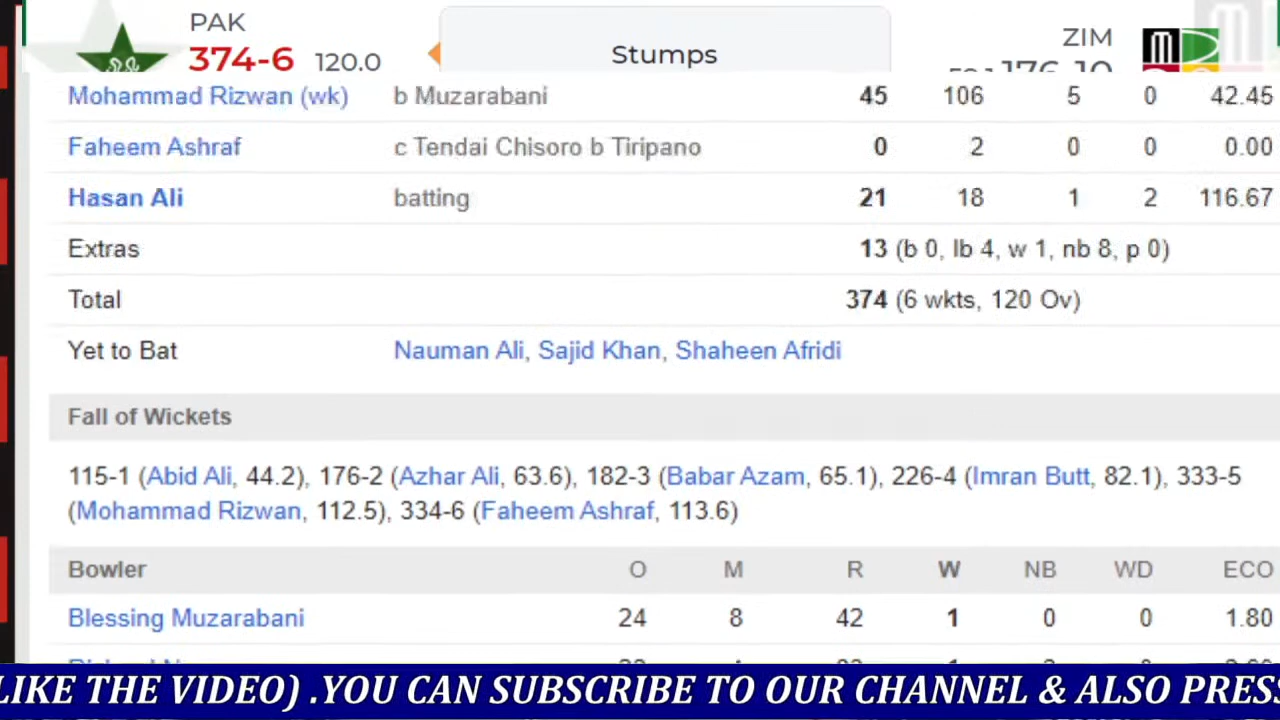 PAK
374-6 120.0
Stumps
ZIM
176-10
Mohammad Rizwan (wk) b Muzarabani 45 106 5 0 42.45
Faheem Ashraf c Tendai Chisoro b Tiripano 0 2 0 0 0.00
Hasan Ali batting 21 18 1 2 116.67
Extras 13 (b 0, lb 4, w 1, nb 8, p 0)
Total 374 (6 wkts, 120 Ov)
Yet to Bat Nauman Ali, Sajid Khan, Shaheen Afridi
Fall of Wickets
115-1 (Abid Ali, 44.2), 176-2 (Azhar Ali, 63.6), 182-3 (Babar Azam, 65.1), 226-4 (Imran Butt, 82.1), 333-5
(Mohammad Rizwan, 112.5), 334-6 (Faheem Ashraf, 113.6)
Bowler O M R W NB WD ECO
Blessing Muzarabani 24 8 42 1 0 0 1.80
LIKE THE VIDEO) .YOU CAN SUBSCRIBE TO OUR CHANNEL & ALSO PRESS